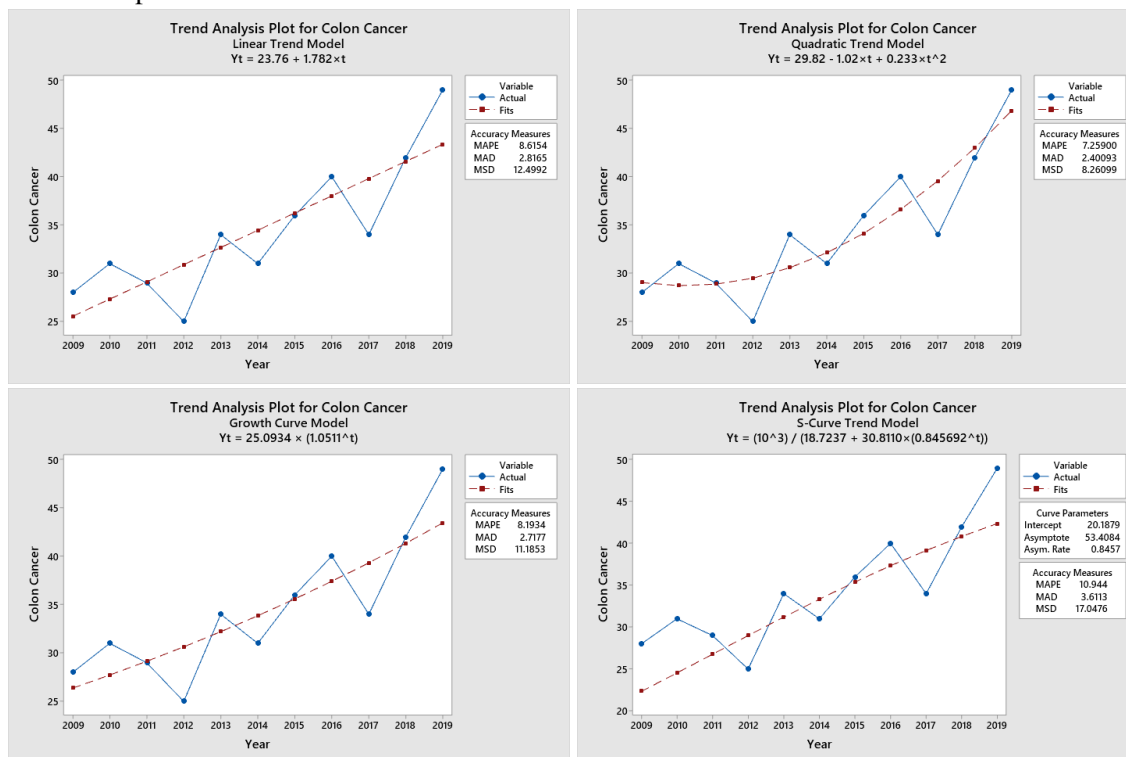 Trend Analysis Plot for Colon Cancer
Linear Trend Model
Yt = 23.76 + 1.782×t
50
45
40
35
30
25
Colon Cancer
2009 2010 2011 2012 2013 2014 2015 2016 2017 2018 2019
Year
Variable
Actual
Fits
Accuracy Measures
MAPE 8.6154
MAD 2.8165
MSD 12.4992
Trend Analysis Plot for Colon Cancer
Quadratic Trend Model
Yt = 29.82 - 1.02×t + 0.233×t^2
50
45
40
35
30
25
Colon Cancer
2009 2010 2011 2012 2013 2014 2015 2016 2017 2018 2019
Year
Variable
Actual
Fits
Accuracy Measures
MAPE 7.25900
MAD 2.40093
MSD 8.26099
Trend Analysis Plot for Colon Cancer
Growth Curve Model
Yt = 25.0934 × (1.0511^t)
50
45
40
35
30
25
Colon Cancer
2009 2010 2011 2012 2013 2014 2015 2016 2017 2018 2019
Year
Variable
Actual
Fits
Accuracy Measures
MAPE 8.1934
MAD 2.7177
MSD 11.1853
Trend Analysis Plot for Colon Cancer
S-Curve Trend Model
Yt = (10^3) / (18.7237 + 30.8110×(0.845692^t))
50
45
40
35
30
25
20
Colon Cancer
2009 2010 2011 2012 2013 2014 2015 2016 2017 2018 2019
Year
Variable
Actual
Fits
Curve Parameters
Intercept 20.1879
Asymptote 53.4084
Asym. Rate 0.8457
Accuracy Measures
MAPE 10.944
MAD 3.6113
MSD 17.0476